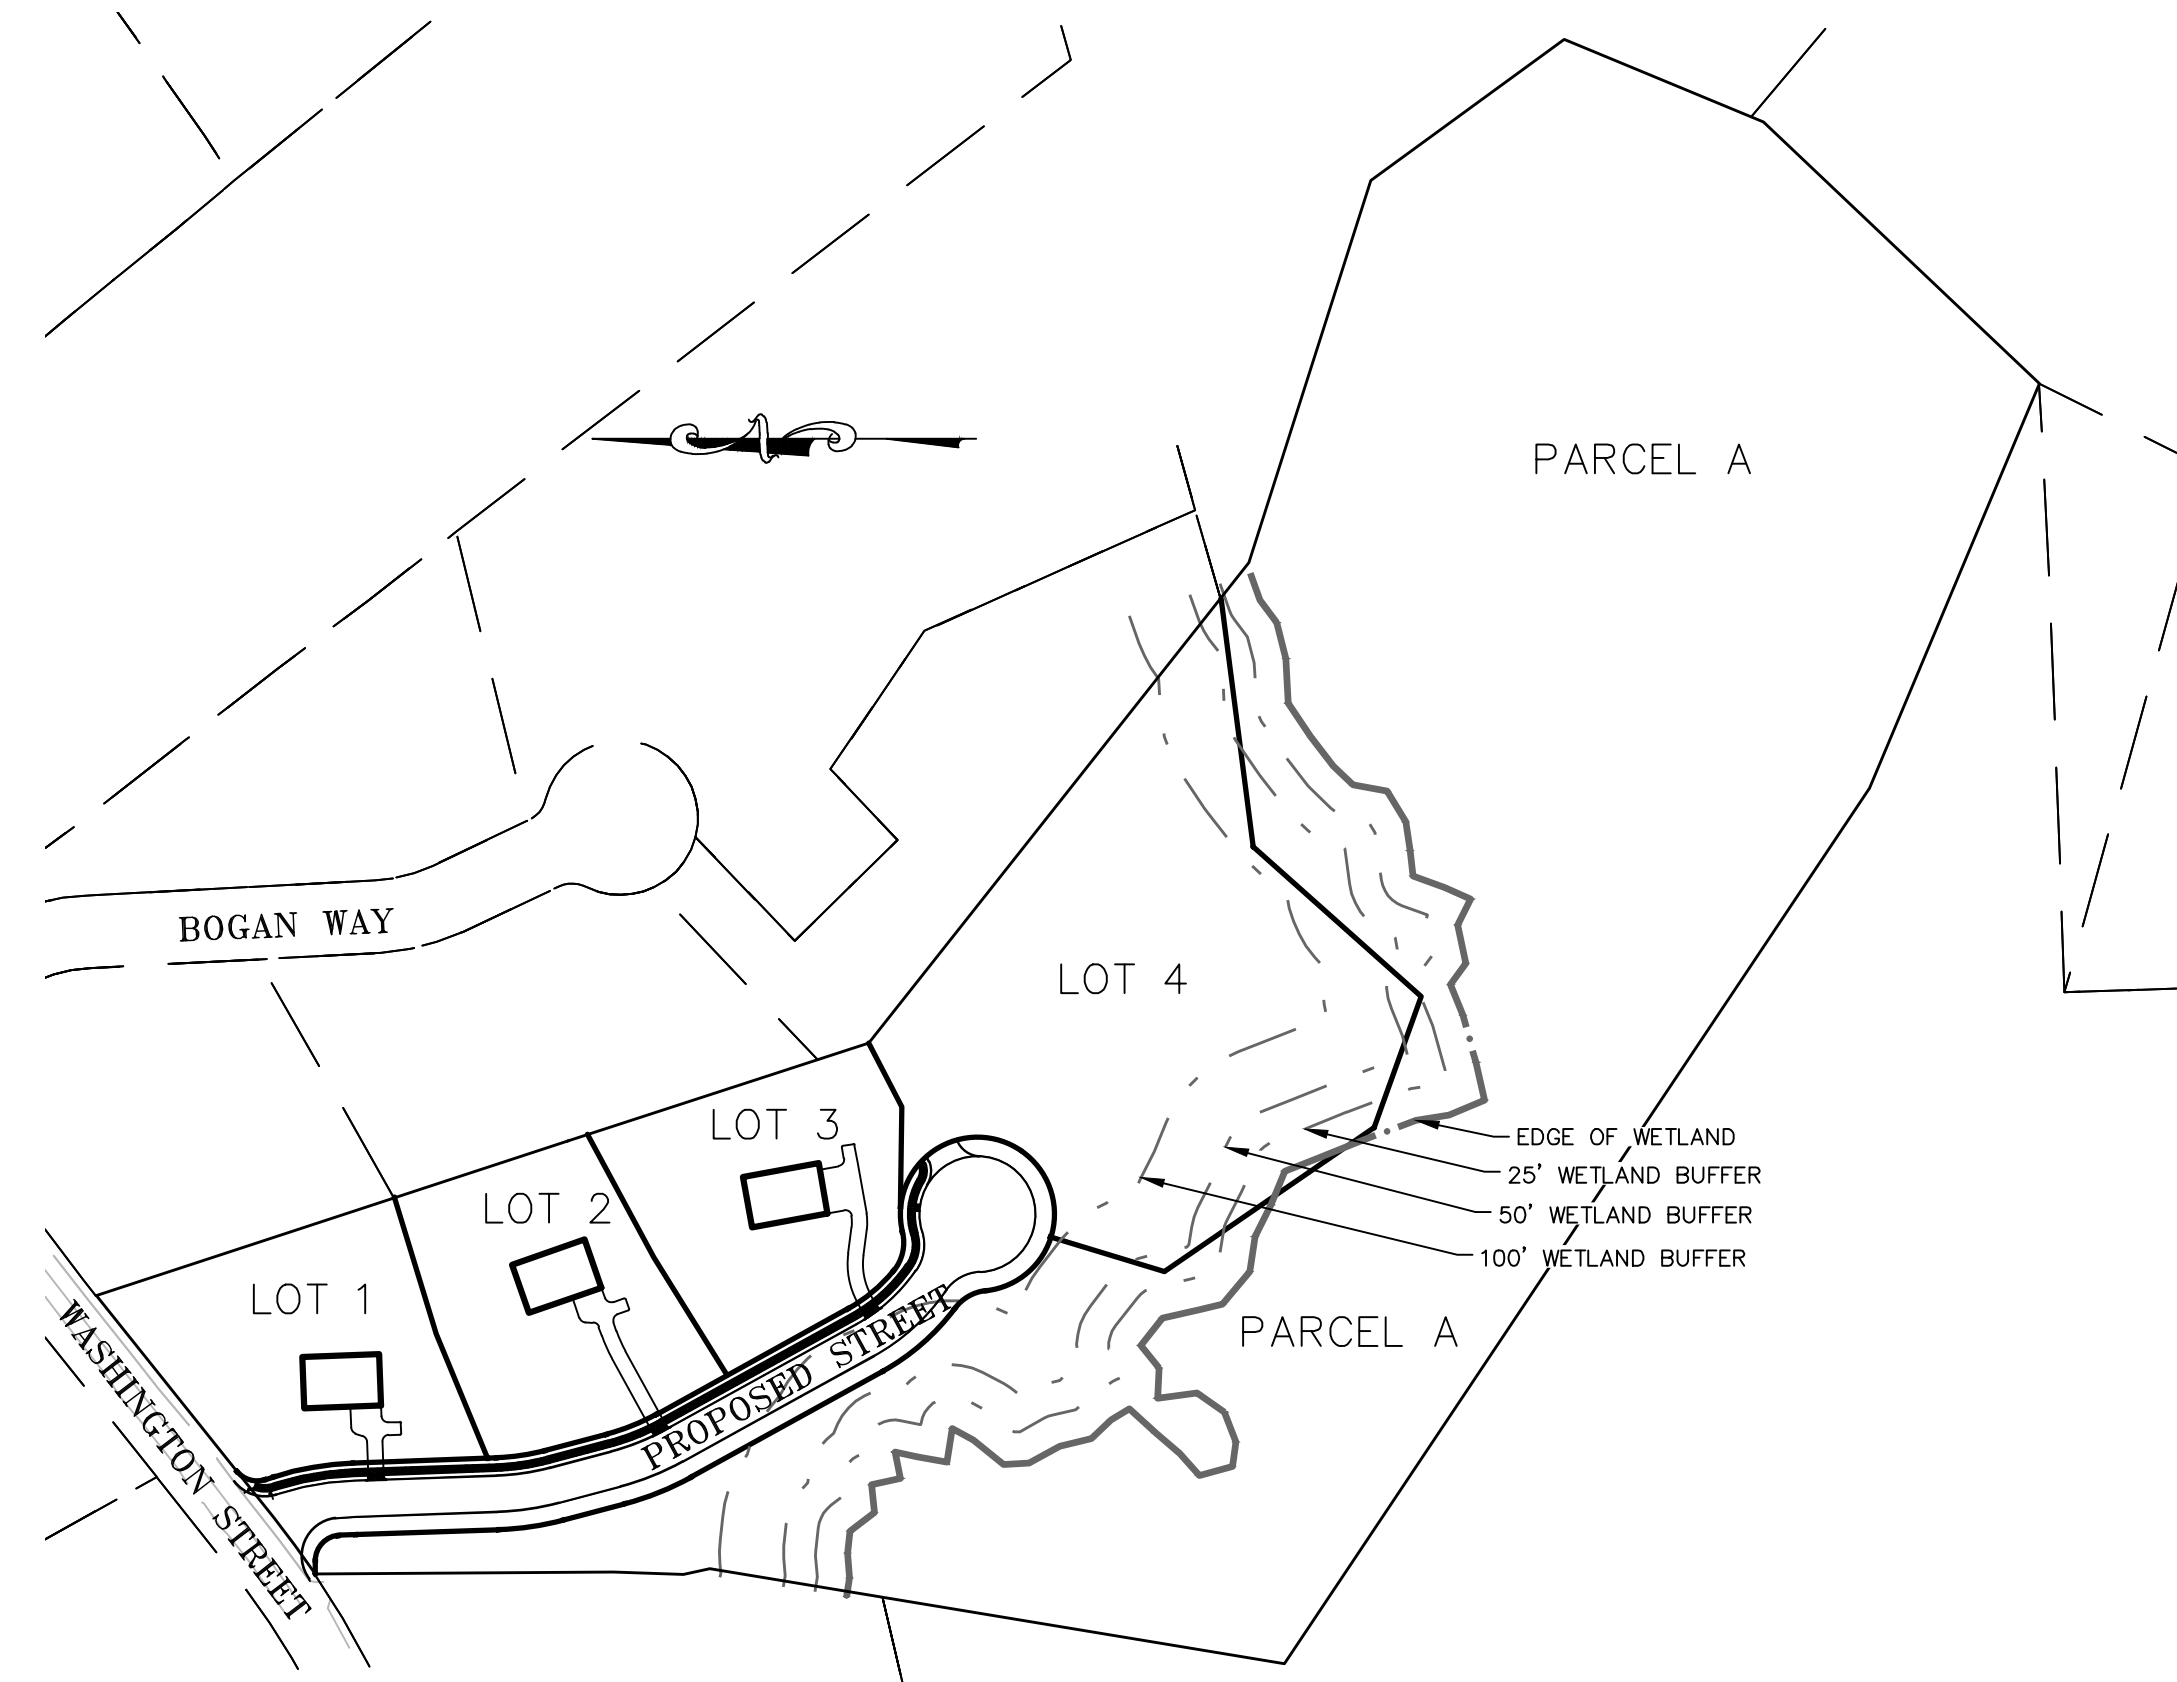 PARCEL A
BOGAN WAY
LOT 4
LOT 3
LOT 2
LOT 1
EDGE OF WETLAND
25' WETLAND BUFFER
50' WETLAND BUFFER
100' WETLAND BUFFER
PARCEL A
PROPOSED STREET
WASHINGTON STREET